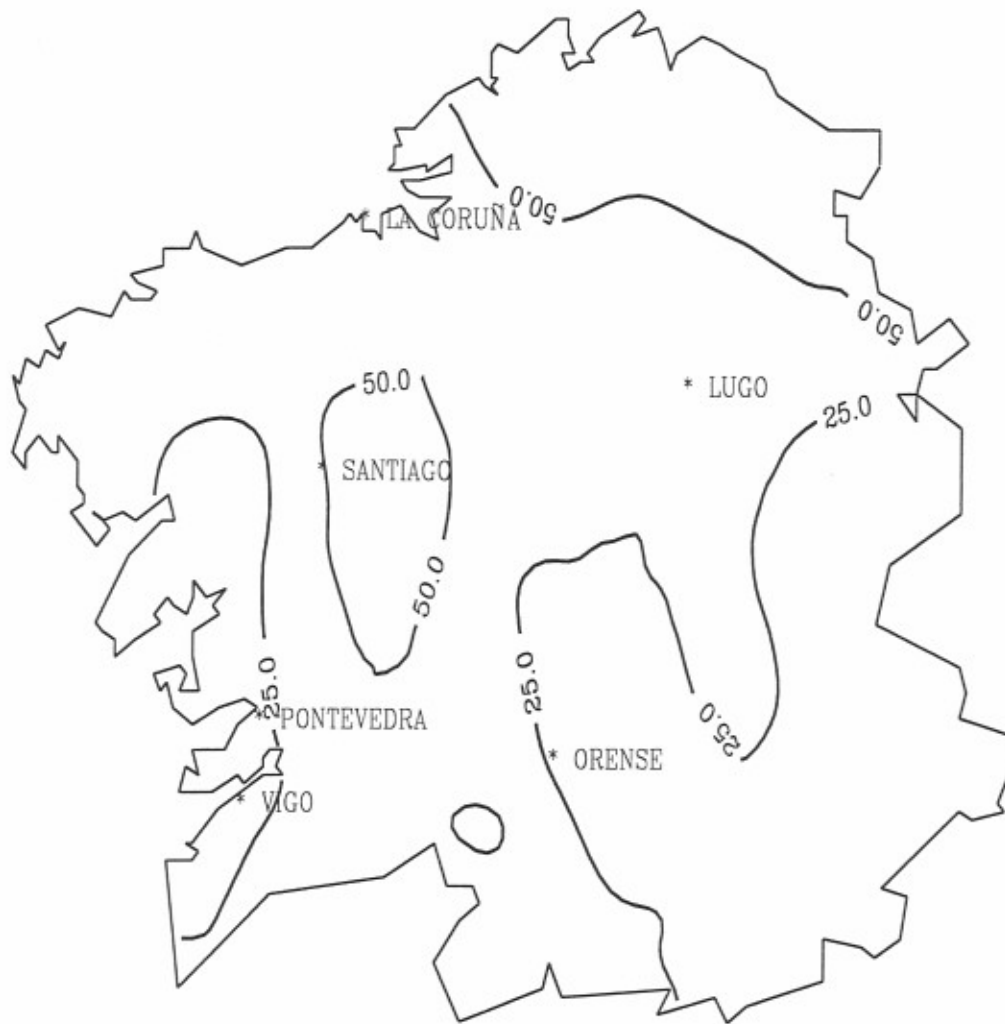 50.0
* LA CORUÑA
50.0
50.0
* LUGO
25.0
* SANTIAGO
50.0
25.0
25.0
25.0
* PONTEVEDRA
* ORENSE
* VIGO